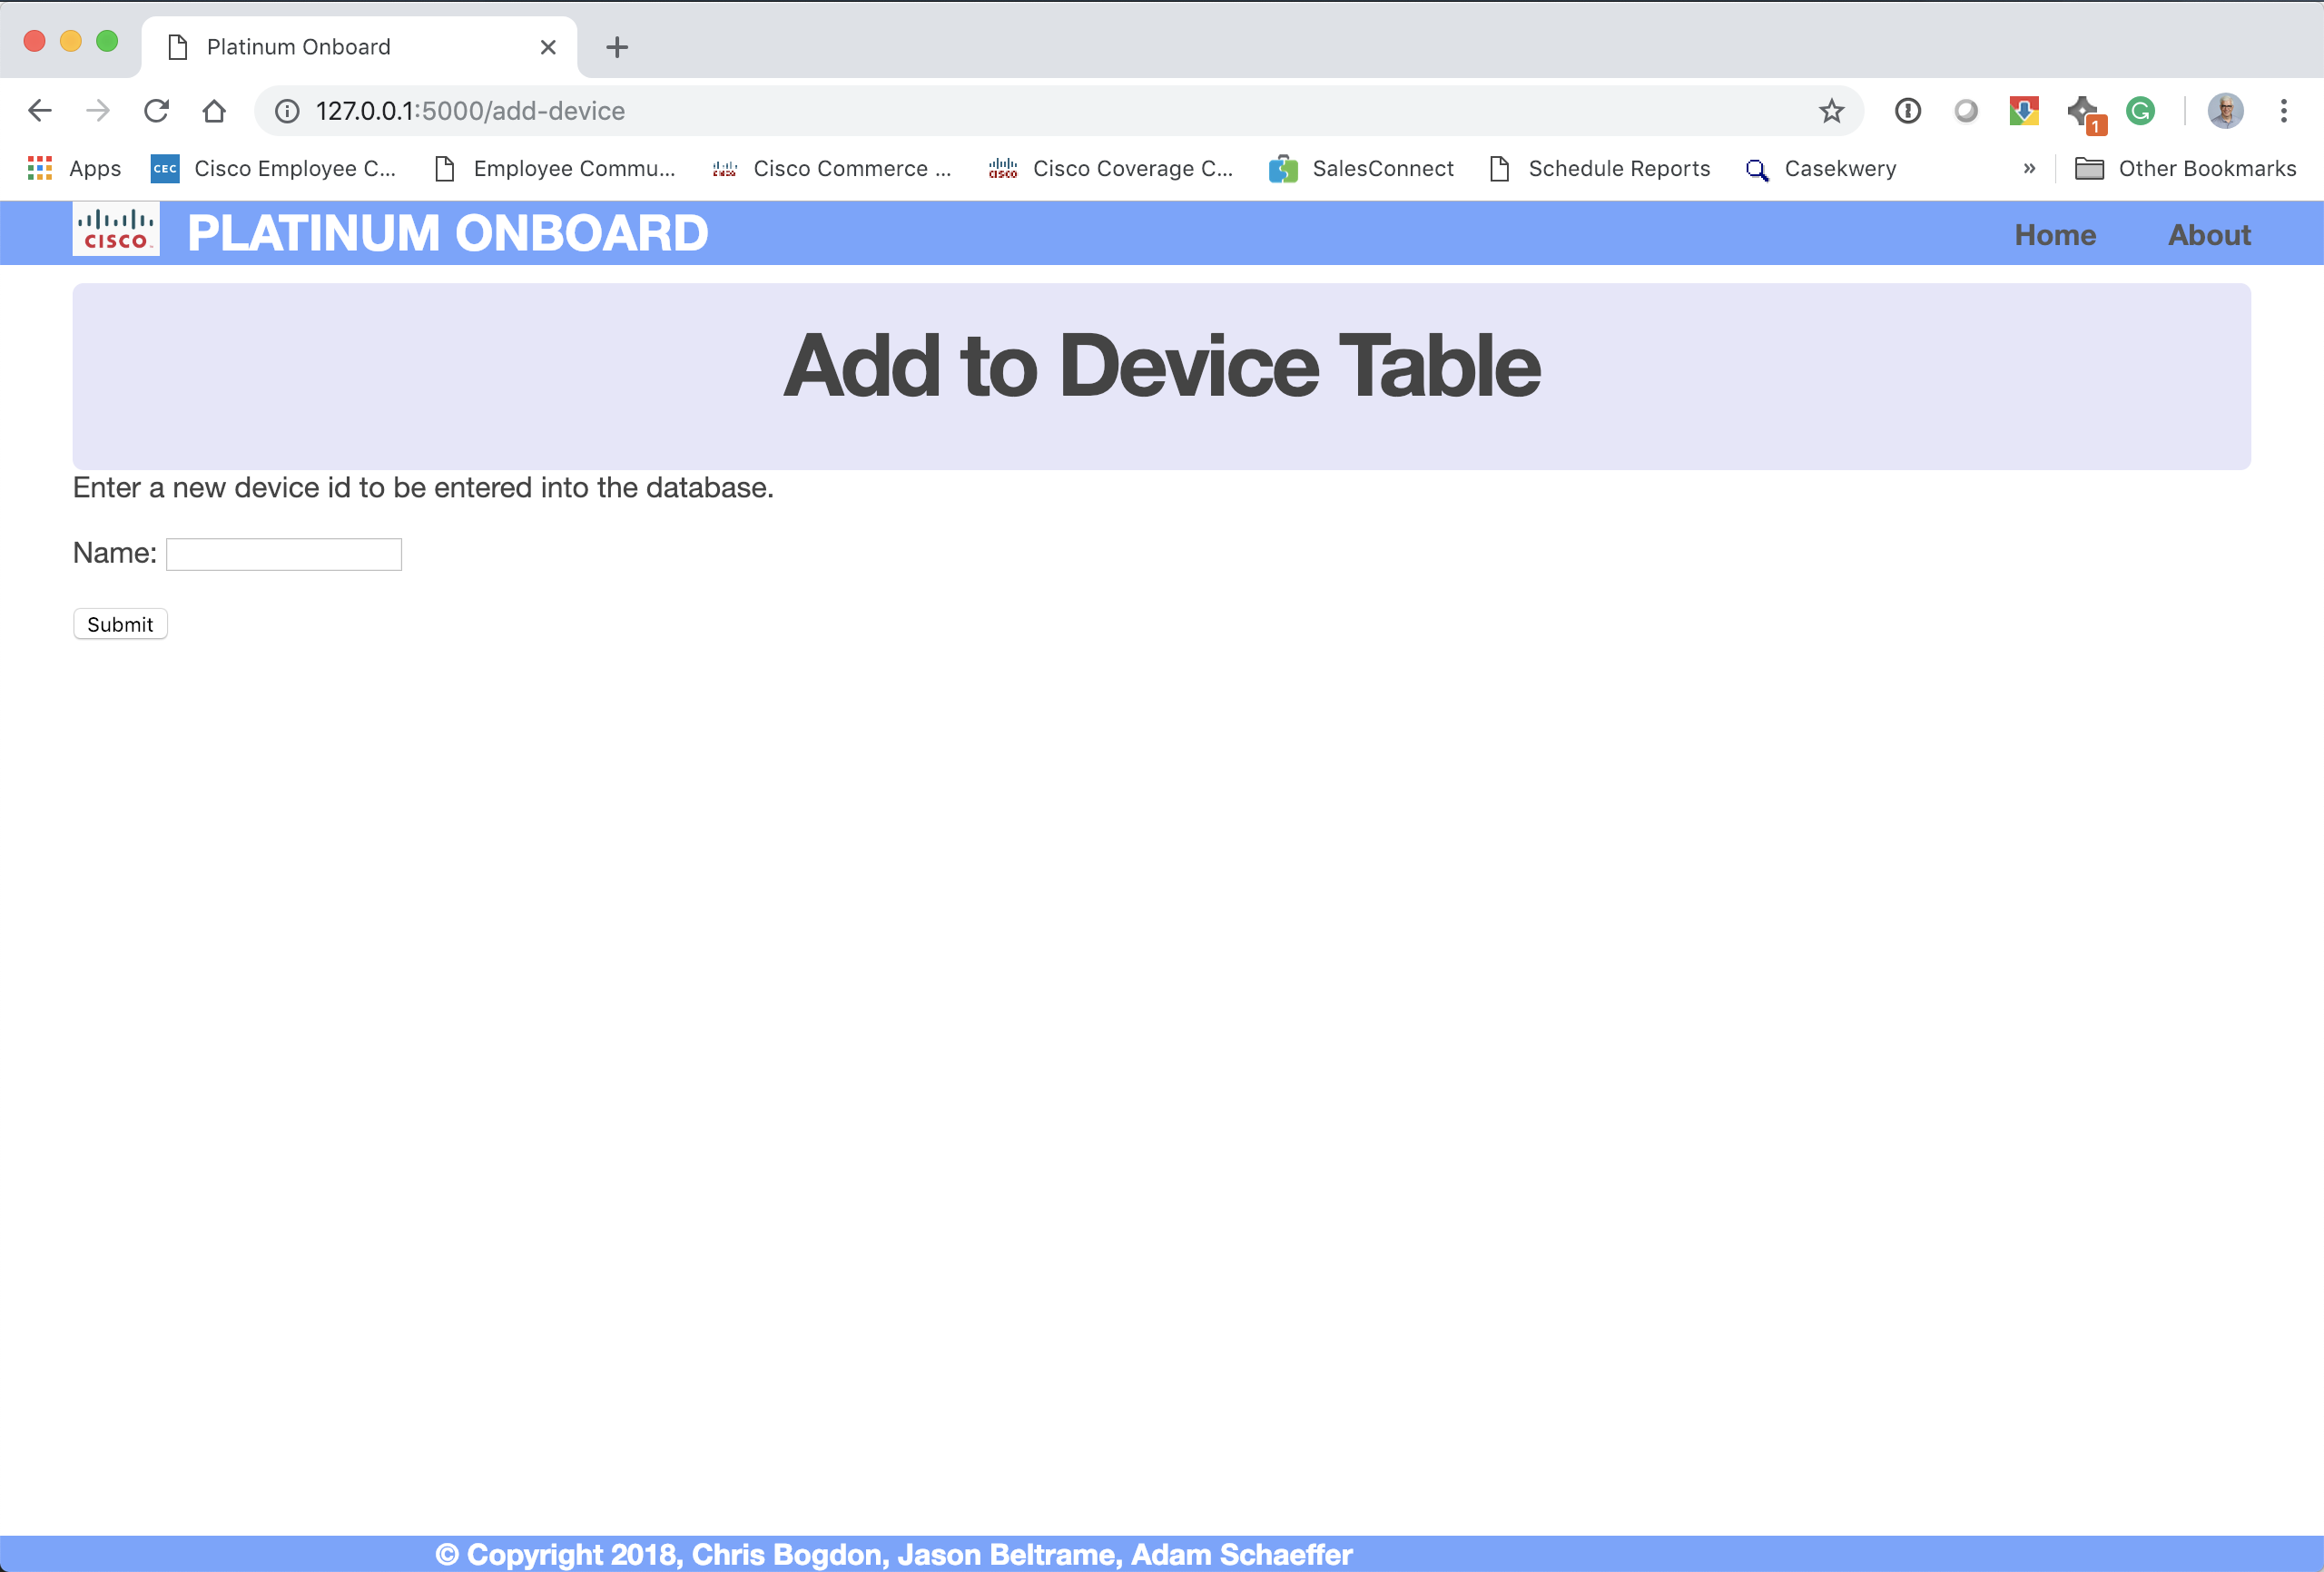 Platinum Onboard
127.0.0.1:5000/add-device
1
Apps
CEC
Cisco Employee C...
Employee Commu...
Cisco Commerce ...
CISCO
Cisco Coverage C...
SalesConnect
Schedule Reports
Casekwery
»
Other Bookmarks
CISCO
PLATINUM ONBOARD
Home
About
Add to Device Table
Enter a new device id to be entered into the database.
Name:
Submit
© Copyright 2018, Chris Bogdon, Jason Beltrame, Adam Schaeffer